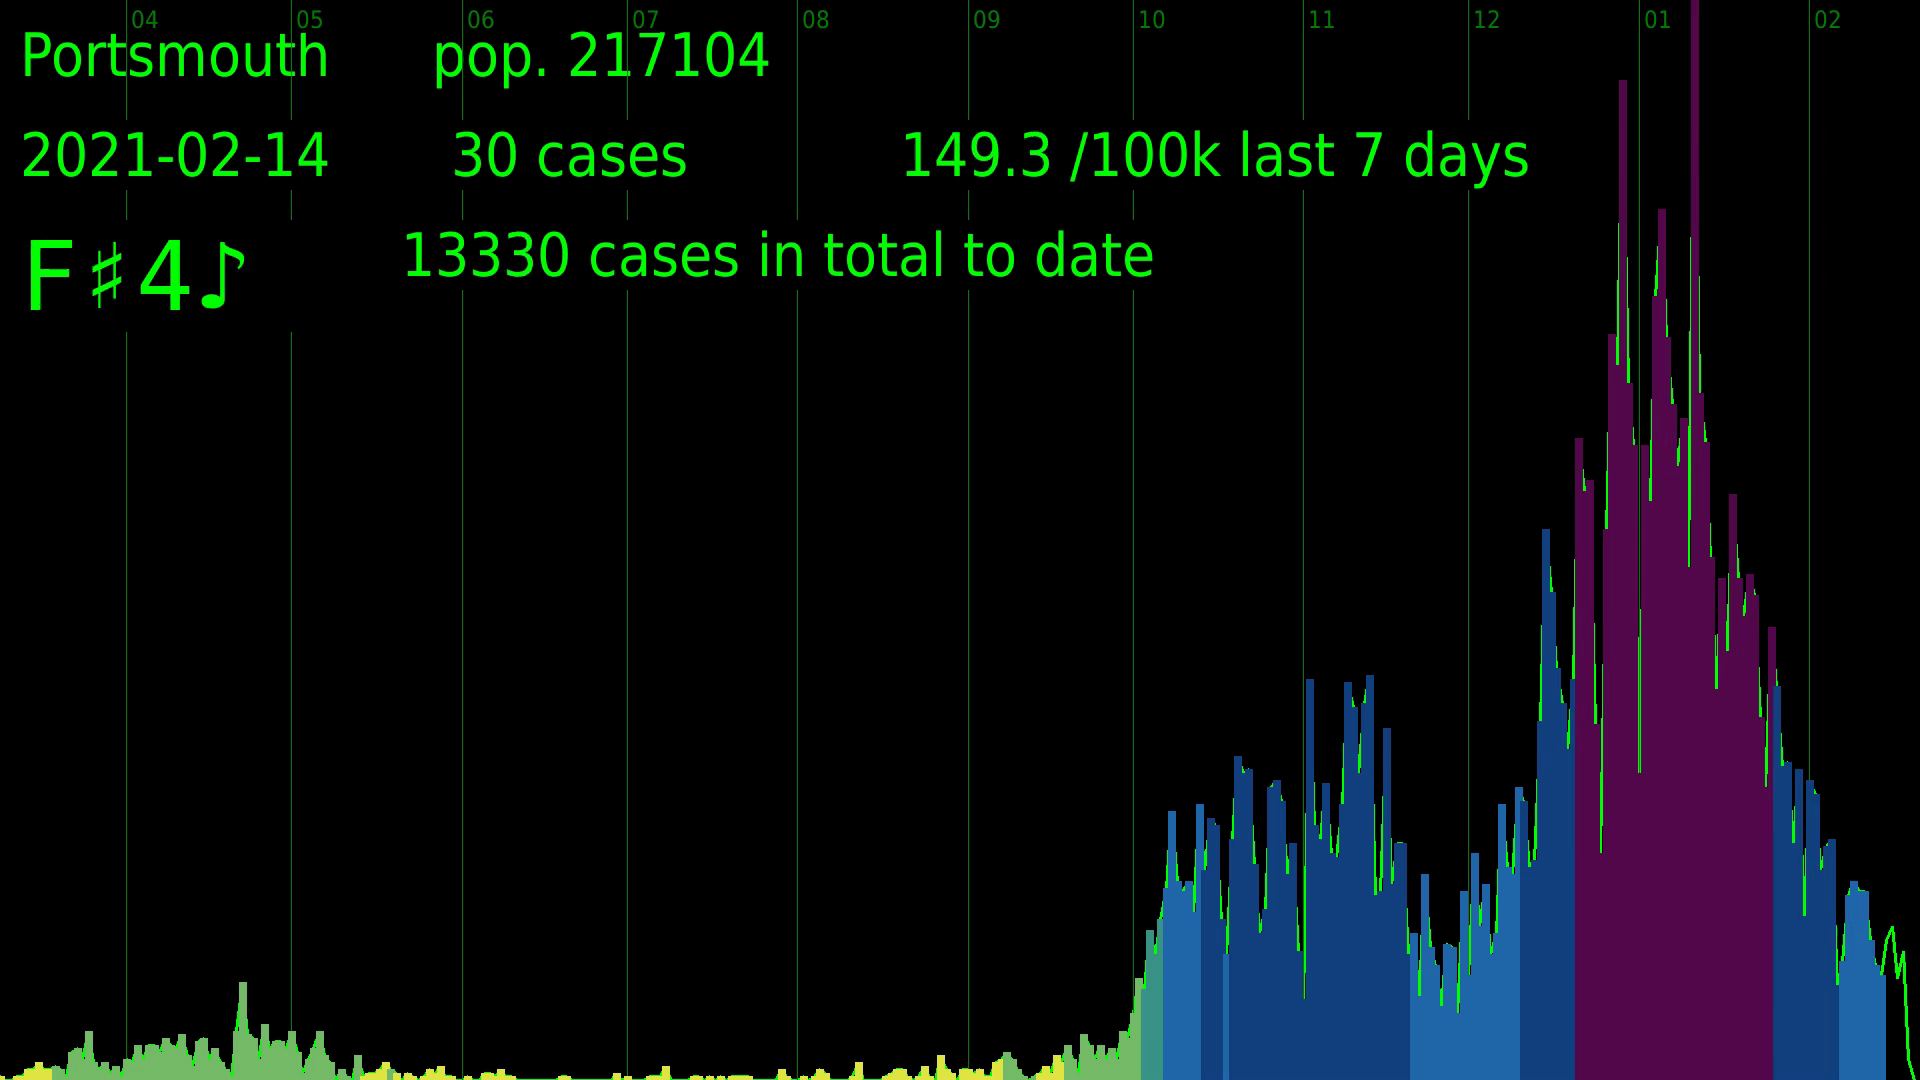 04 05 06 07 08 09 10 11 12 01 02
Portsmouth pop. 217104
2021-02-14 30 cases 149.3 /100k last 7 days
F♯4♪ 13330 cases in total to date